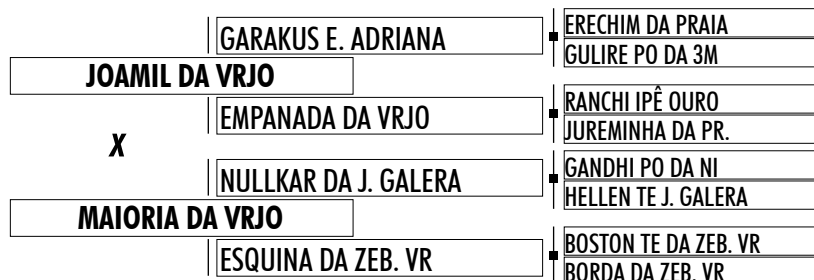 GARAKUS E. ADRIANA
ERECHIM DA PRAIA
GULIRE PO DA 3M
JOAMIL DA VRJO
EMPANADA DA VRJO
RANCHI IPÊ OURO
JUREMINHA DA PR.
X
NULLKAR DA J. GALERA
GANDHI PO DA NI
HELLEN TE J. GALERA
MAIORIA DA VRJO
ESQUINA DA ZEB. VR
BOSTON TE DA ZEB. VR
BORDA DA ZEB. VR